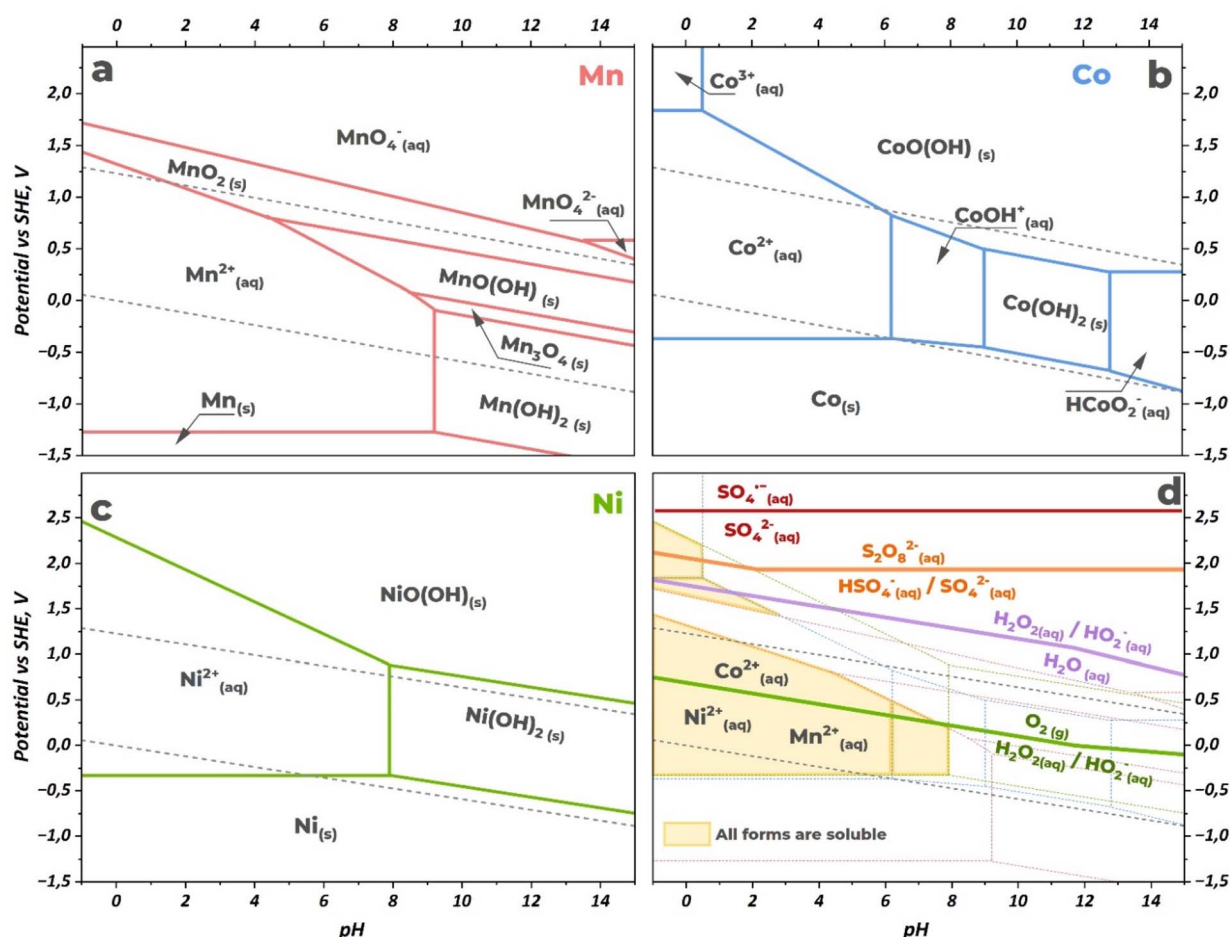 0 2 4 6 8 10 12 14
0 2 4 6 8 10 12 14
a
Mn
MnO₄⁻(aq)
MnO₂ (s)
MnO₄²⁻(aq)
Mn²⁺(aq)
MnO(OH) (s)
Mn₃O₄ (s)
Mn(s)
Mn(OH)₂ (s)
Potential vs SHE, V
2,0
1,5
1,0
0,5
0,0
−0,5
−1,0
−1,5
b
Co
Co³⁺(aq)
CoO(OH) (s)
CoOH⁺(aq)
Co²⁺(aq)
Co(OH)₂ (s)
Co(s)
HCoO₂⁻(aq)
2,0
1,5
1,0
0,5
0,0
−0,5
−1,0
−1,5
c
Ni
NiO(OH)(s)
Ni²⁺(aq)
Ni(OH)₂ (s)
Ni(s)
Potential vs SHE, V
2,5
2,0
1,5
1,0
0,5
0,0
−0,5
−1,0
−1,5
0 2 4 6 8 10 12 14
pH
d
SO₄•⁻(aq)
SO₄²⁻(aq)
S₂O₈²⁻(aq)
HSO₄⁻(aq) / SO₄²⁻(aq)
H₂O₂(aq) / HO₂⁻(aq)
H₂O (aq)
Co²⁺(aq)
Ni²⁺(aq)
Mn²⁺(aq)
O₂ (g)
H₂O₂(aq) / HO₂⁻(aq)
All forms are soluble
2,5
2,0
1,5
1,0
0,5
0,0
−0,5
−1,0
−1,5
0 2 4 6 8 10 12 14
pH